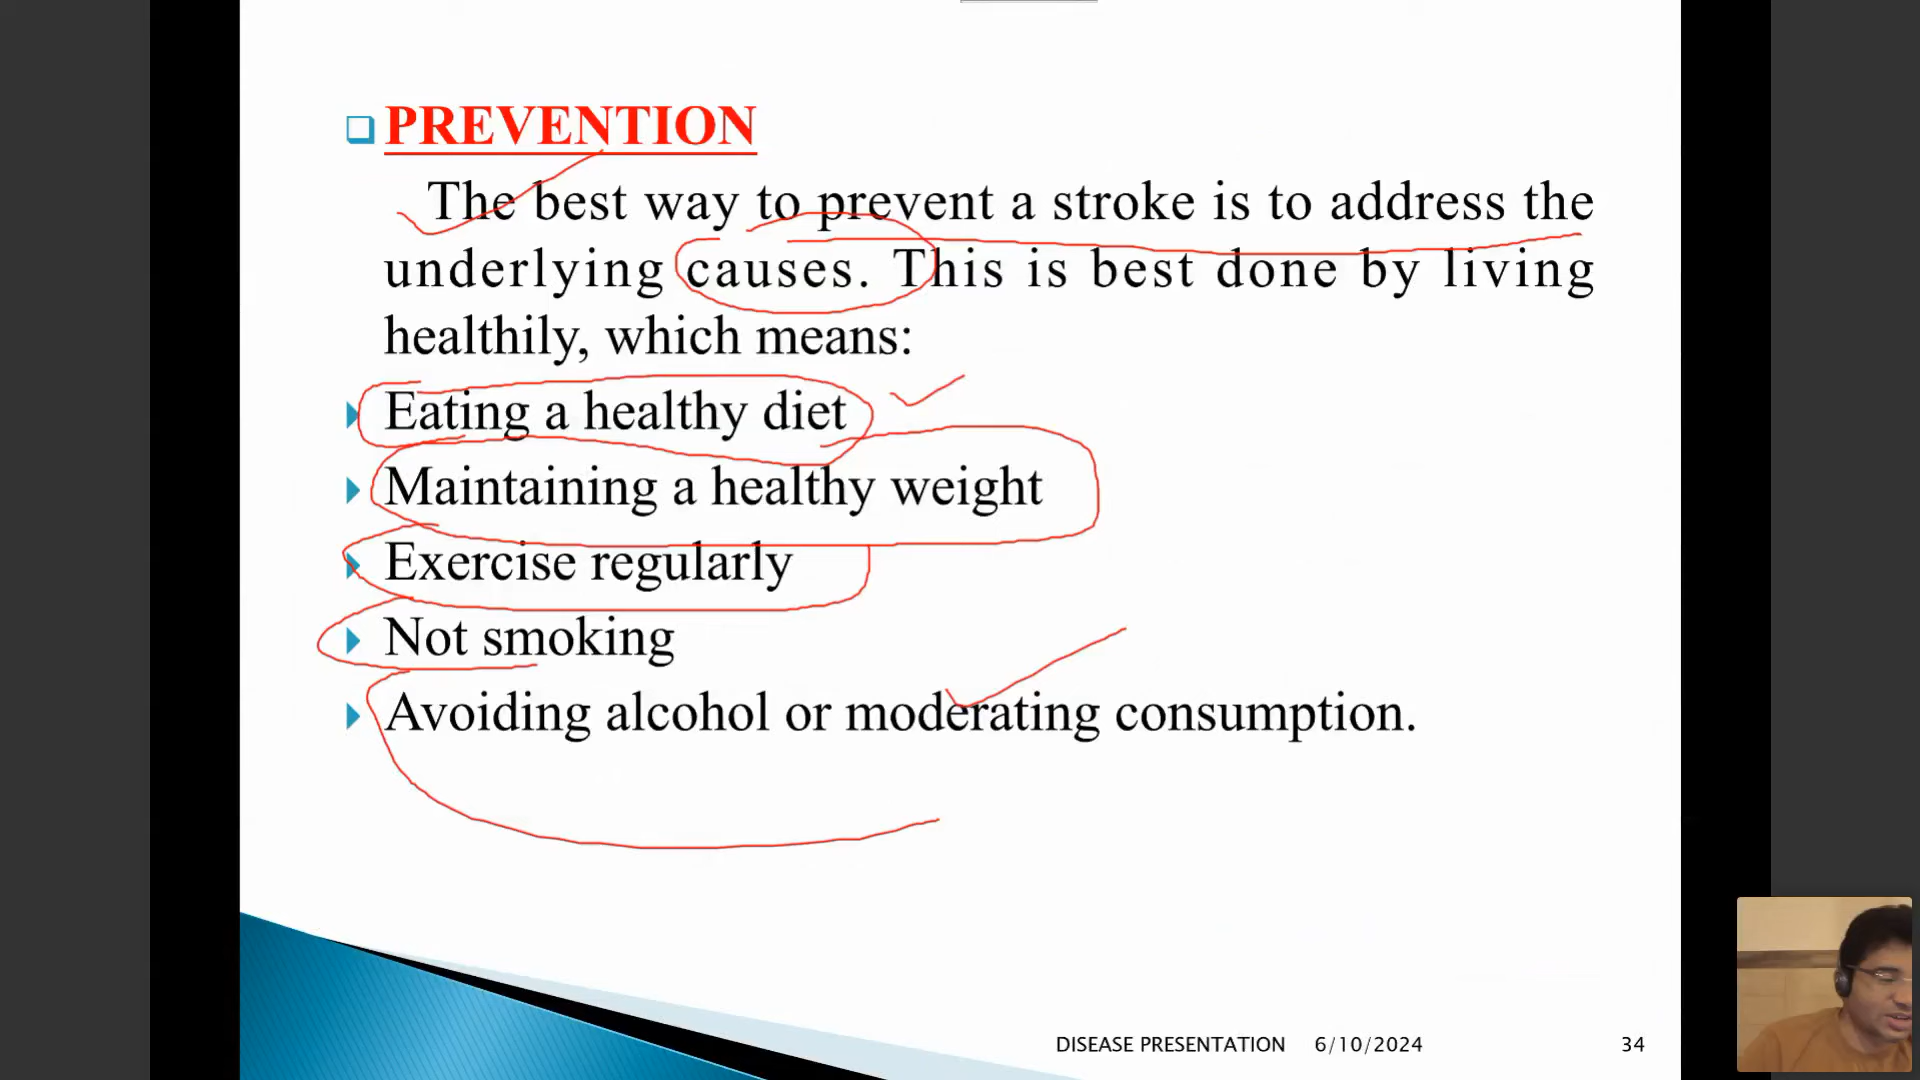 PREVENTION
The best way to prevent a stroke is to address the
underlying causes. This is best done by living
healthily, which means:
Eating a healthy diet
Maintaining a healthy weight
Exercise regularly
Not smoking
Avoiding alcohol or moderating consumption.
DISEASE PRESENTATION 6/10/2024 34